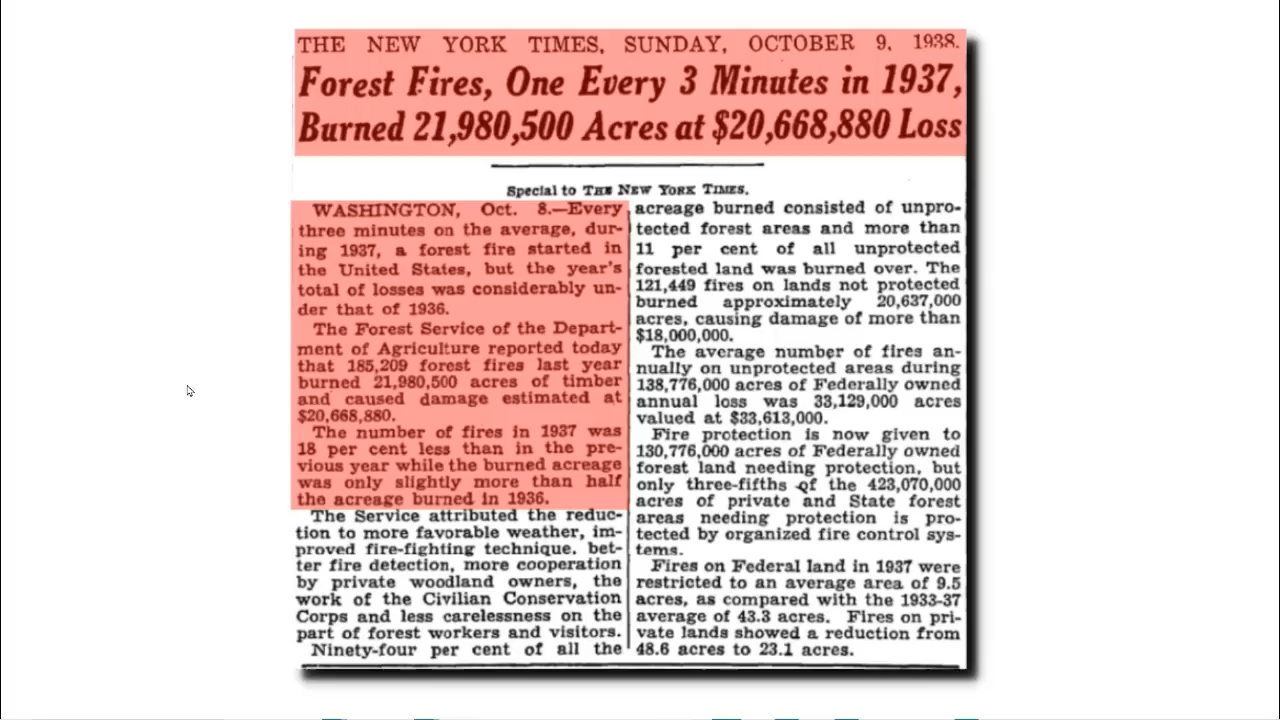 THE NEW YORK TIMES, SUNDAY, OCTOBER 9, 1938.
Forest Fires, One Every 3 Minutes in 1937,
Burned 21,980,500 Acres at $20,668,880 Loss
Special to THE NEW YORK TIMES.
WASHINGTON, Oct. 8.—Every
three minutes on the average, dur-
ing 1937, a forest fire started in
the United States, but the year's
total of losses was considerably un-
der that of 1936.
The Forest Service of the Depart-
ment of Agriculture reported today
that 185,209 forest fires last year
burned 21,980,500 acres of timber
and caused damage estimated at
$20,668,880.
The number of fires in 1937 was
18 per cent less than in the pre-
vious year while the burned acreage
was only slightly more than half
the acreage burned in 1936.
The Service attributed the reduc-
tion to more favorable weather, im-
proved fire-fighting technique, bet-
ter fire detection, more cooperation
by private woodland owners, the
work of the Civilian Conservation
Corps and less carelessness on the
part of forest workers and visitors.
Ninety-four per cent of all the
acreage burned consisted of unpro-
tected forest areas and more than
11 per cent of all unprotected
forested land was burned over. The
121,449 fires on lands not protected
burned approximately 20,637,000
acres, causing damage of more than
$18,000,000.
The average number of fires an-
nually on unprotected areas during
138,776,000 acres of Federally owned
annual loss was 33,129,000 acres
valued at $33,613,000.
Fire protection is now given to
130,776,000 acres of Federally owned
forest land needing protection, but
only three-fifths of the 423,070,000
acres of private and State forest
areas needing protection is pro-
tected by organized fire control sys-
tems.
Fires on Federal land in 1937 were
restricted to an average area of 9.5
acres, as compared with the 1933-37
average of 43.3 acres. Fires on pri-
vate lands showed a reduction from
48.6 acres to 23.1 acres.